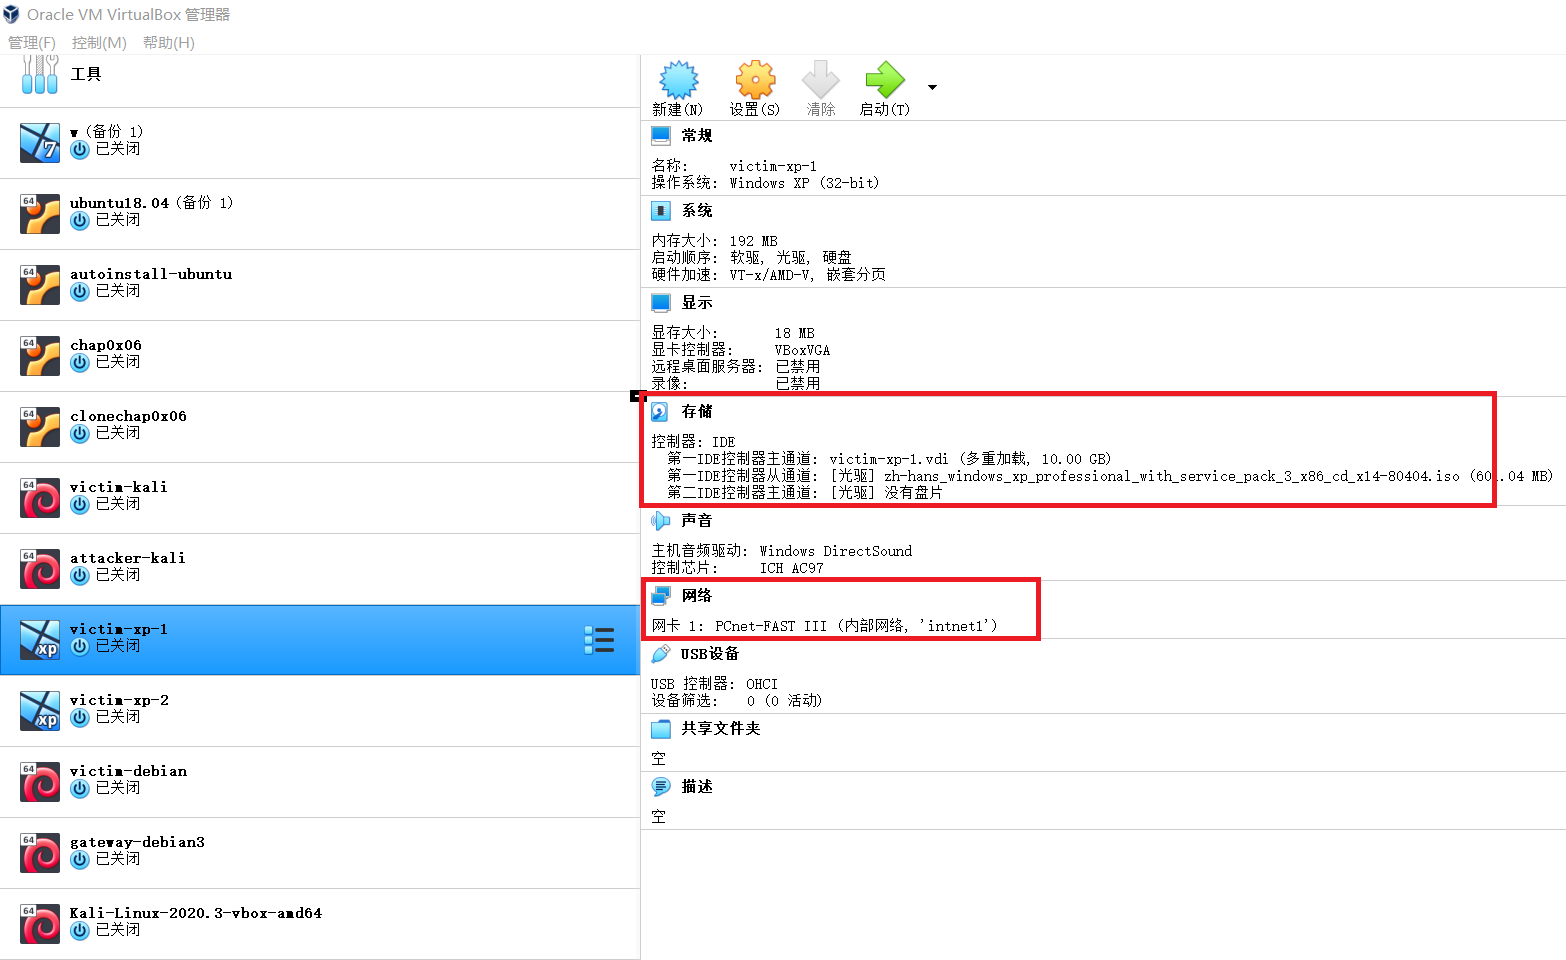 Oracle VM VirtualBox 管理器
管理(F) 控制(M) 帮助(H)
工具
w (备份 1)
已关闭
64
ubuntu18.04 (备份 1)
已关闭
64
autoinstall-ubuntu
已关闭
64
chap0x06
已关闭
64
clonechap0x06
已关闭
64
victim-kali
已关闭
64
attacker-kali
已关闭
xp
victim-xp-1
已关闭
xp
victim-xp-2
已关闭
64
victim-debian
已关闭
64
gateway-debian3
已关闭
64
Kali-Linux-2020.3-vbox-amd64
已关闭
新建(N) 设置(S) 清除 启动(T)
常规
名称: victim-xp-1
操作系统: Windows XP (32-bit)
系统
内存大小: 192 MB
启动顺序: 软驱, 光驱, 硬盘
硬件加速: VT-x/AMD-V, 嵌套分页
显示
显存大小: 18 MB
显卡控制器: VBoxVGA
远程桌面服务器: 已禁用
录像: 已禁用
存储
控制器: IDE
第一IDE控制器主通道: victim-xp-1.vdi (多重加载, 10.00 GB)
第一IDE控制器从通道: [光驱] zh-hans_windows_xp_professional_with_service_pack_3_x86_cd_x14-80404.iso (60 .04 MB)
第二IDE控制器主通道: [光驱] 没有盘片
声音
主机音频驱动: Windows DirectSound
控制芯片: ICH AC97
网络
网卡 1: PCnet-FAST III (内部网络, 'intnet1')
USB设备
USB 控制器: OHCI
设备筛选: 0 (0 活动)
共享文件夹
空
描述
空